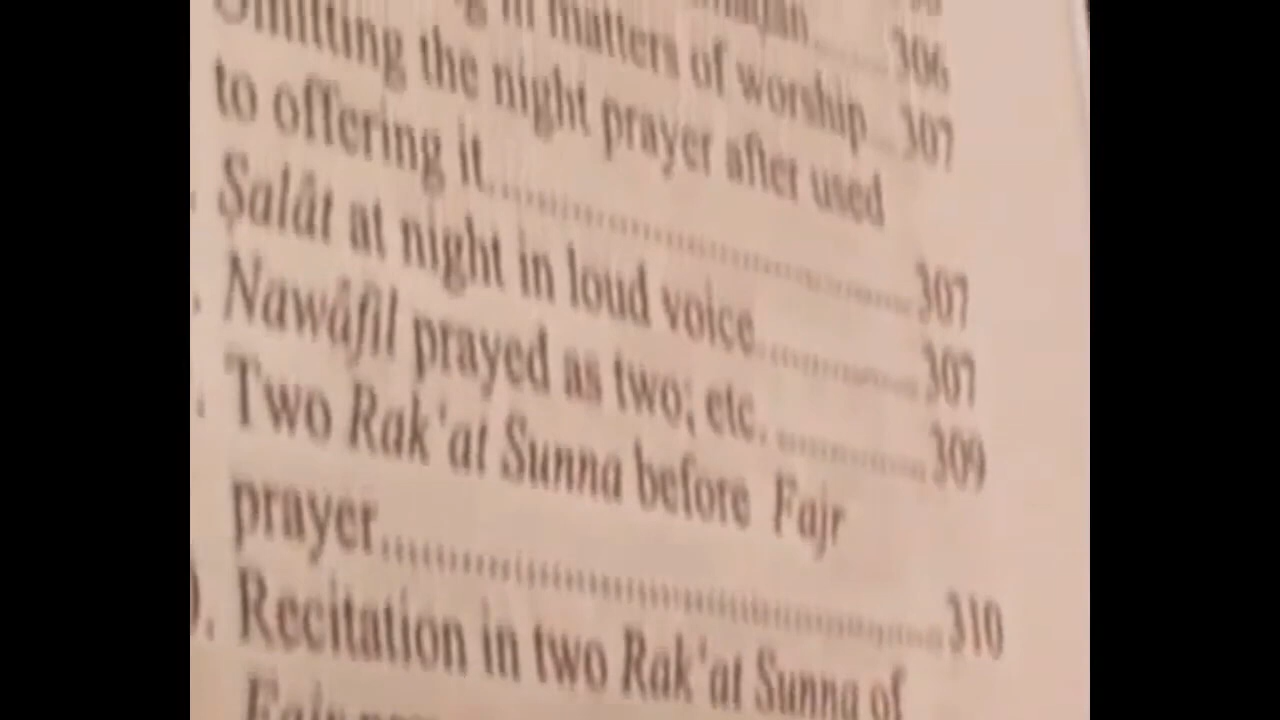 306
in matters of worship 307
Omitting the night prayer after used
to offering it..............................307
Ṣalât at night in loud voice..............307
. Nawâfil prayed as two; etc. ............309
. Two Rak'at Sunna before Fajr
prayer..............................................310
). Recitation in two Rak'at Sunna of
Fajr